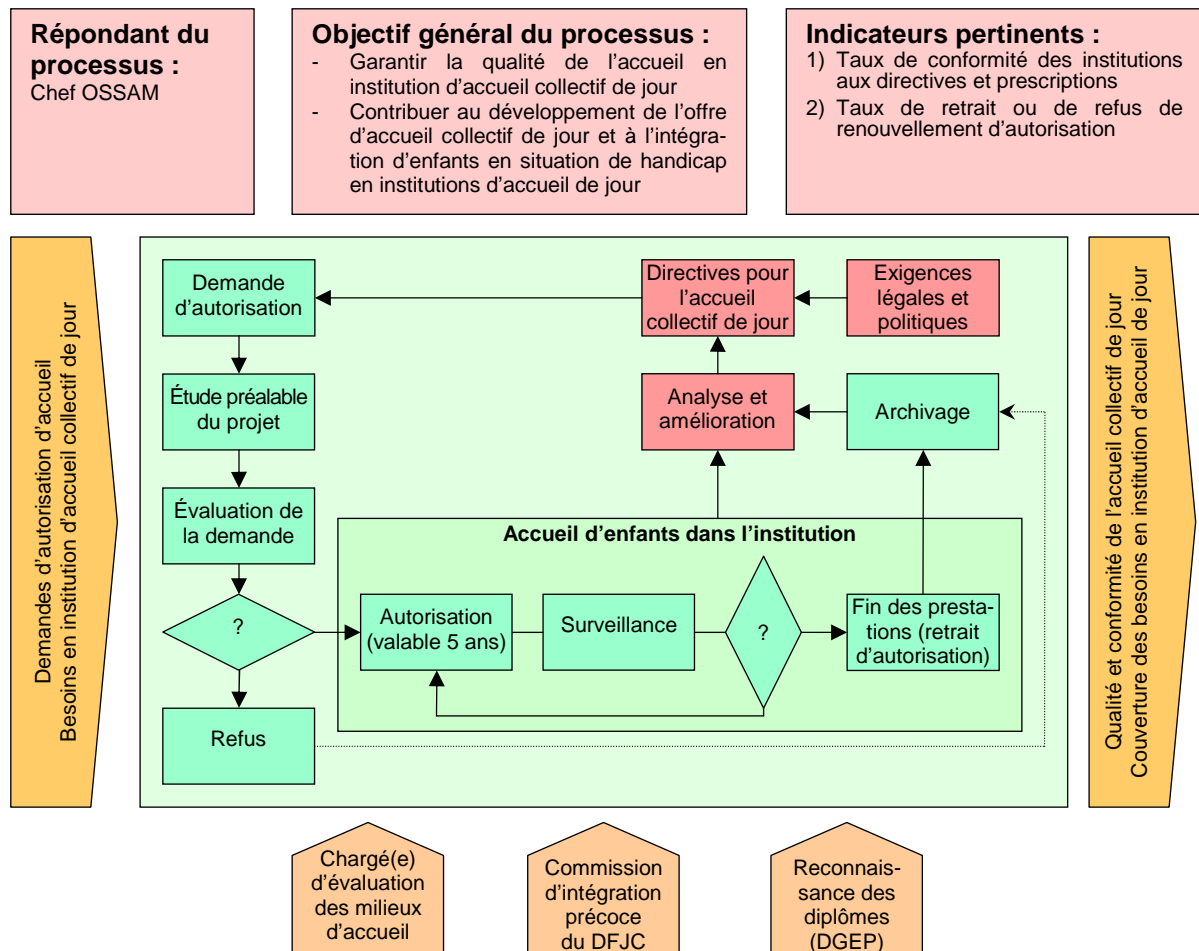 Répondant du
processus :
Chef OSSAM
Objectif général du processus :
- Garantir la qualité de l'accueil en
institution d'accueil collectif de jour
- Contribuer au développement de l'offre
d'accueil collectif de jour et à l'intégra-
tion d'enfants en situation de handicap
en institutions d'accueil de jour
Indicateurs pertinents :
1) Taux de conformité des institutions
aux directives et prescriptions
2) Taux de retrait ou de refus de
renouvellement d'autorisation
Demandes d'autorisation d'accueil
Besoins en institution d'accueil collectif de jour
Demande
d'autorisation
Directives pour
l'accueil
collectif de jour
Exigences
légales et
politiques
Étude préalable
du projet
Analyse et
amélioration
Archivage
Évaluation de
la demande
Accueil d'enfants dans l'institution
?
Autorisation
(valable 5 ans)
Surveillance
?
Fin des presta-
tions (retrait
d'autorisation)
Refus
Qualité et conformité de l'accueil collectif de jour
Couverture des besoins en institution d'accueil de jour
Chargé(e)
d'évaluation
des milieux
d'accueil
Commission
d'intégration
précoce
du DFJC
Reconnais-
sance des
diplômes
(DGEP)